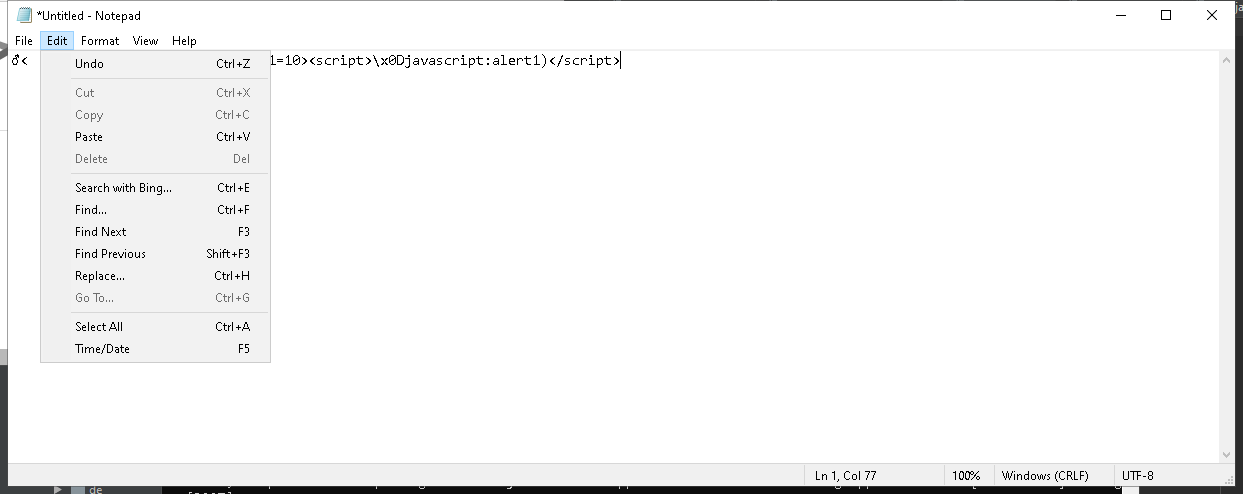 *Untitled - Notepad
File Edit Format View Help
♂< 1=10><script>\x0Djavascript:alert1)</script>
Undo Ctrl+Z
Cut Ctrl+X
Copy Ctrl+C
Paste Ctrl+V
Delete Del
Search with Bing... Ctrl+E
Find... Ctrl+F
Find Next F3
Find Previous Shift+F3
Replace... Ctrl+H
Go To... Ctrl+G
Select All Ctrl+A
Time/Date F5
Ln 1, Col 77 100% Windows (CRLF) UTF-8
de